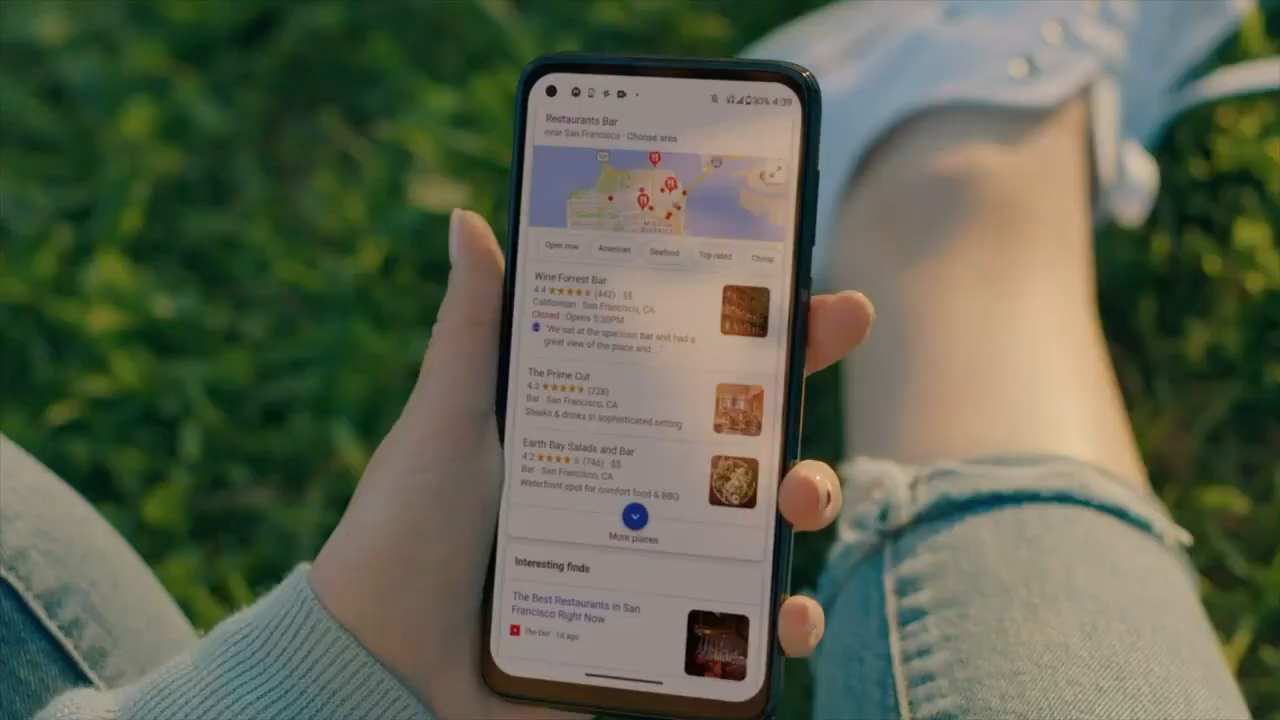 30% 4:39
Restaurants Bar
near San Francisco · Choose area
Open now American Seafood Top rated Cheap
Wine Forrest Bar
4.4 (442) · $$
Californian · San Francisco, CA
Closed · Opens 5:30PM
"We sat at the spacious bar and had a
great view of the place and ..."
The Prime Cut
4.3 (728)
Bar · San Francisco, CA
Steaks & drinks in sophisticated setting
Earth Bay Salads and Bar
4.2 (746) · $$
Bar · San Francisco, CA
Waterfront spot for comfort food & BBQ
More places
Interesting finds
The Best Restaurants in San
Francisco Right Now
1d ago